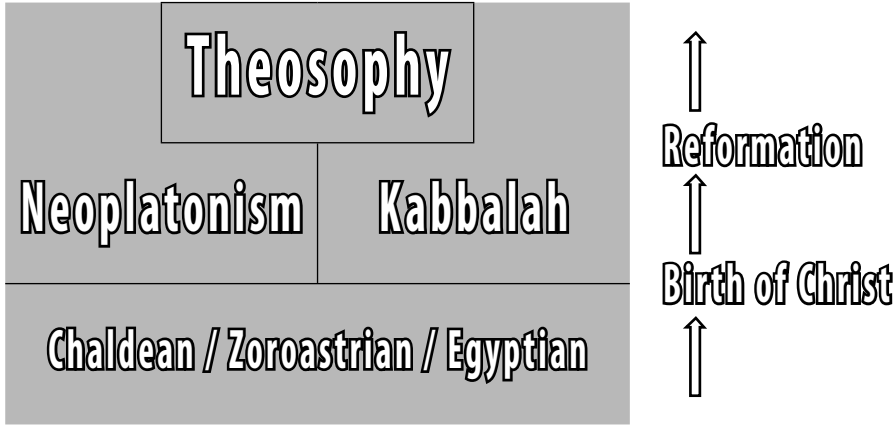 Theosophy
Reformation
Neoplatonism Kabbalah
Birth of Christ
Chaldean / Zoroastrian / Egyptian